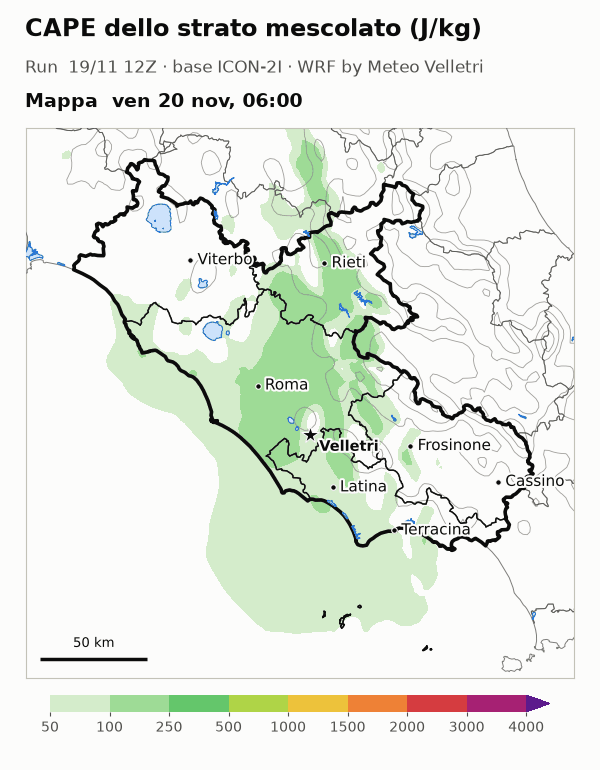 CAPE dello strato mescolato (J/kg)
Run  19/11 12Z · base ICON-2I · WRF by Meteo Velletri
Mappa  ven 20 nov, 06:00
Viterbo
Rieti
Roma
Velletri
Frosinone
Latina
Cassino
Terracina
50 km
50 100 250 500 1000 1500 2000 3000 4000